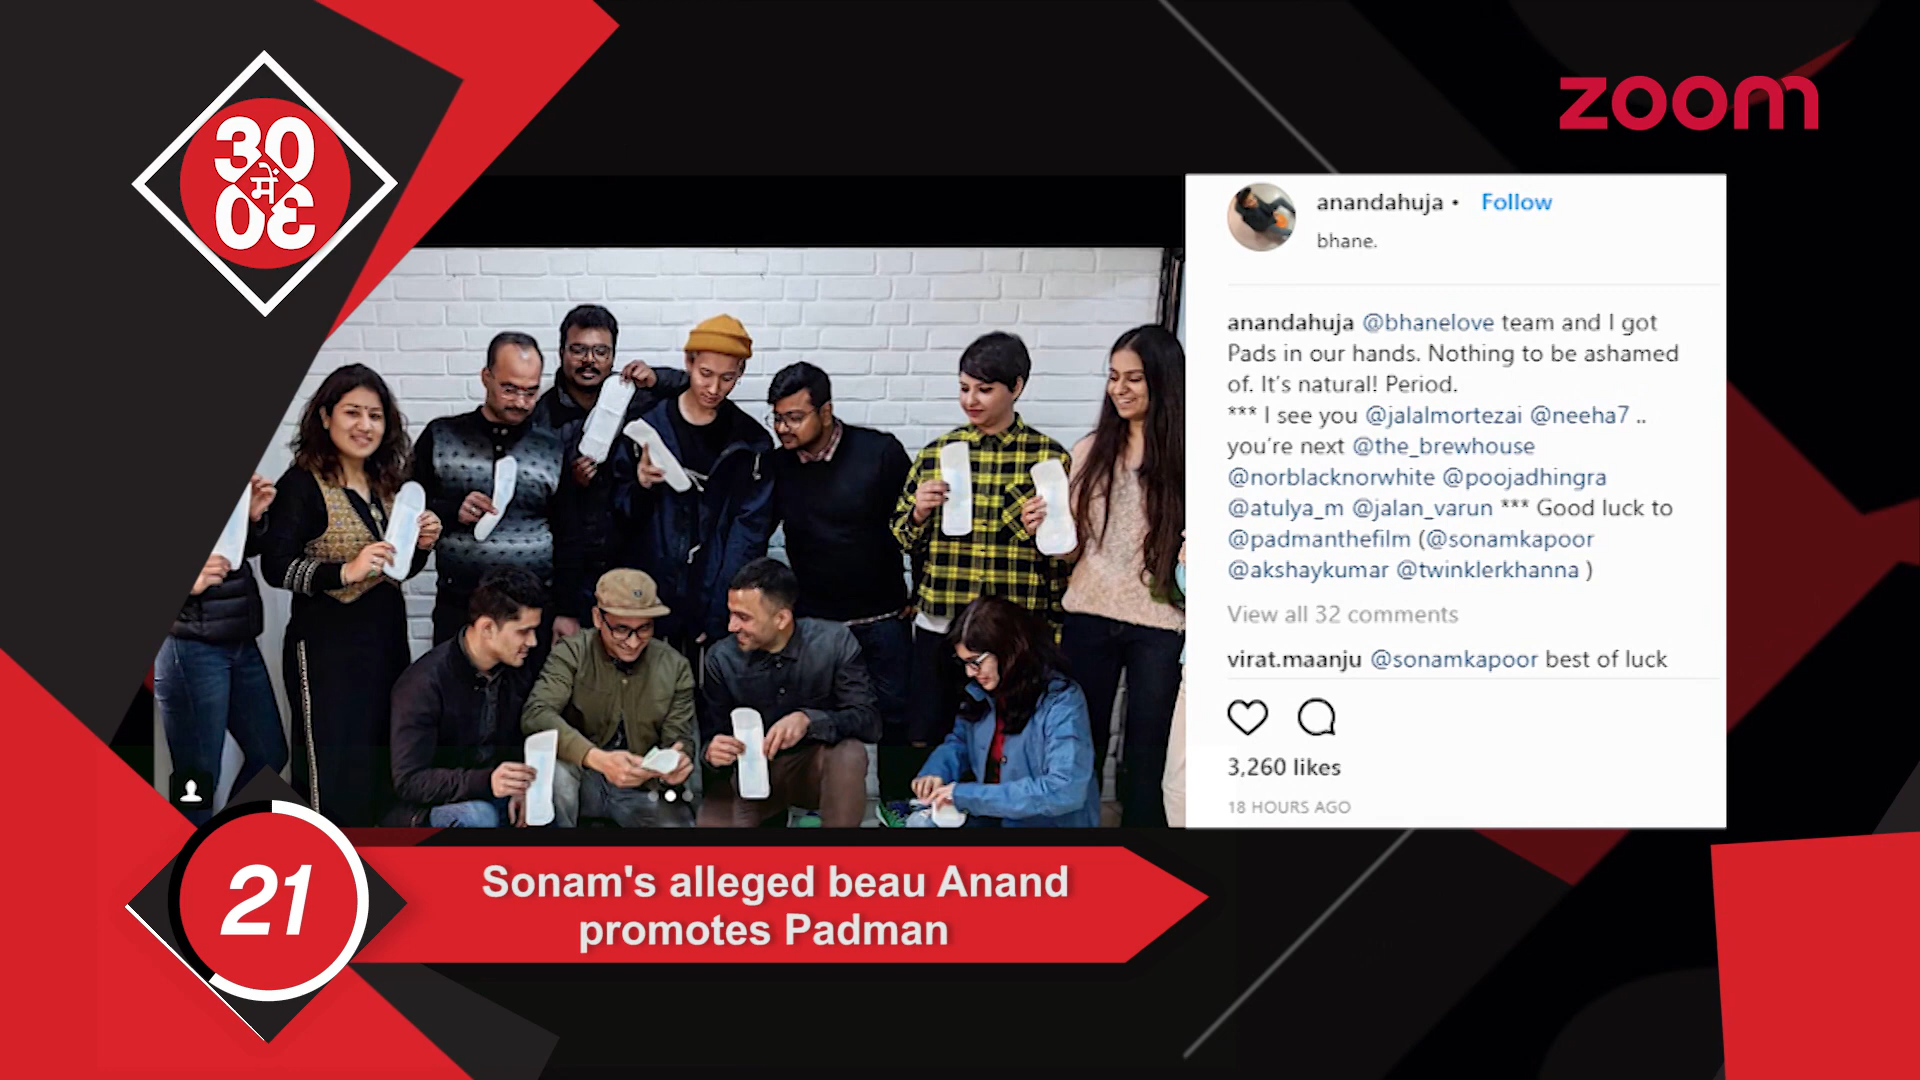 30
में
30
zoom
anandahuja • Follow
bhane.
anandahuja @bhanelove team and I got
Pads in our hands. Nothing to be ashamed
of. It's natural! Period.
*** I see you @jalalmortezai @neeha7 ..
you're next @the_brewhouse
@norblacknorwhite @poojadhingra
@atulya_m @jalan_varun *** Good luck to
@padmanthefilm (@sonamkapoor
@akshaykumar @twinklerkhanna )
View all 32 comments
virat.maanju @sonamkapoor best of luck
3,260 likes
18 HOURS AGO
21
Sonam's alleged beau Anand
promotes Padman